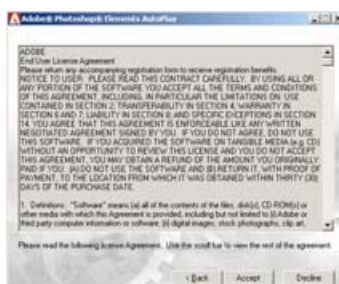 Adobe® Photoshop® Elements AutoPlay
ADOBE
End User License Agreement
Please return any accompanying registration form to receive registration benefits
NOTICE TO USER: PLEASE READ THIS CONTRACT CAREFULLY. BY USING ALL OR
ANY PORTION OF THE SOFTWARE YOU ACCEPT ALL THE TERMS AND CONDITIONS
OF THIS AGREEMENT, INCLUDING, IN PARTICULAR THE LIMITATIONS ON: USE
CONTAINED IN SECTION 2; TRANSFERABILITY IN SECTION 4; WARRANTY IN
SECTION 6 AND 7; LIABILITY IN SECTION 8; AND SPECIFIC EXCEPTIONS IN SECTION
14. YOU AGREE THAT THIS AGREEMENT IS ENFORCEABLE LIKE ANY WRITTEN
NEGOTIATED AGREEMENT SIGNED BY YOU. IF YOU DO NOT AGREE, DO NOT USE
THIS SOFTWARE. IF YOU ACQUIRED THE SOFTWARE ON TANGIBLE MEDIA (e.g. CD)
WITHOUT AN OPPORTUNITY TO REVIEW THIS LICENSE AND YOU DO NOT ACCEPT
THIS AGREEMENT, YOU MAY OBTAIN A REFUND OF THE AMOUNT YOU ORIGINALLY
PAID IF YOU: (A) DO NOT USE THE SOFTWARE AND (B) RETURN IT, WITH PROOF OF
PAYMENT, TO THE LOCATION FROM WHICH IT WAS OBTAINED WITHIN THIRTY (30)
DAYS OF THE PURCHASE DATE.
1. Definitions. "Software" means (a) all of the contents of the files, disk(s), CD-ROM(s) or
other media with which this Agreement is provided, including but not limited to (i) Adobe or
third party computer information or software; (ii) digital images, stock photographs, clip art,
Please read the following license Agreement. Use the scroll bar to view the rest of the agreement.
< Back
Accept
Decline